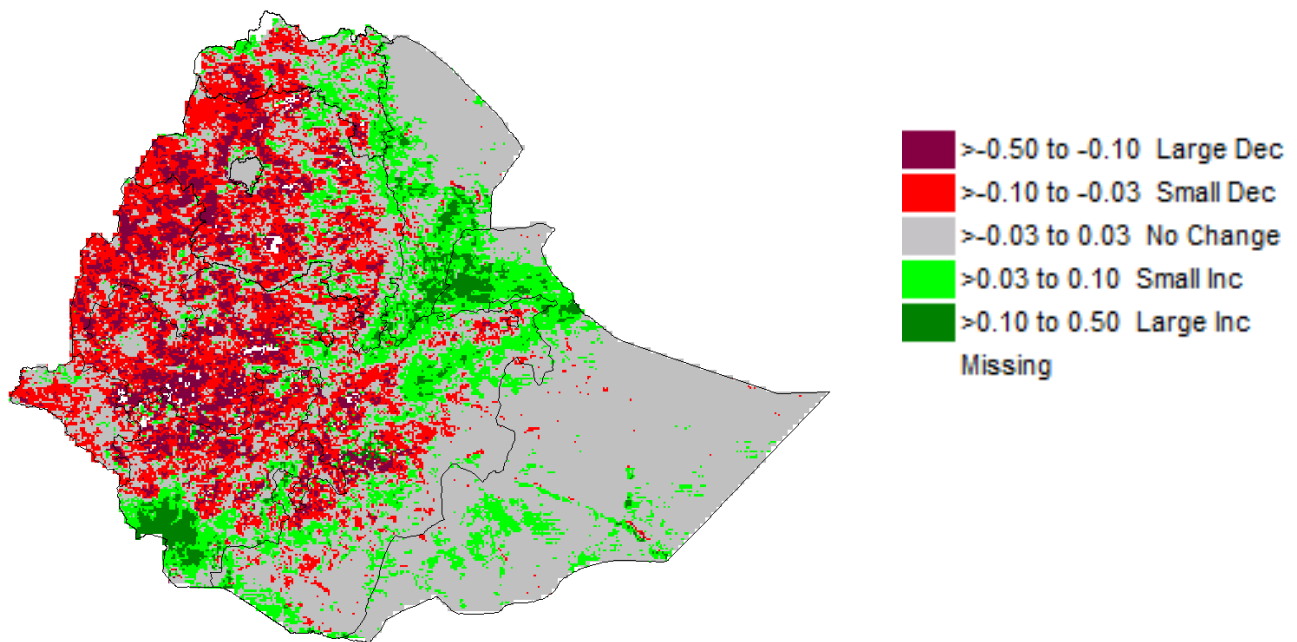 >-0.50 to -0.10 Large Dec
>-0.10 to -0.03 Small Dec
>-0.03 to 0.03 No Change
>0.03 to 0.10 Small Inc
>0.10 to 0.50 Large Inc
Missing